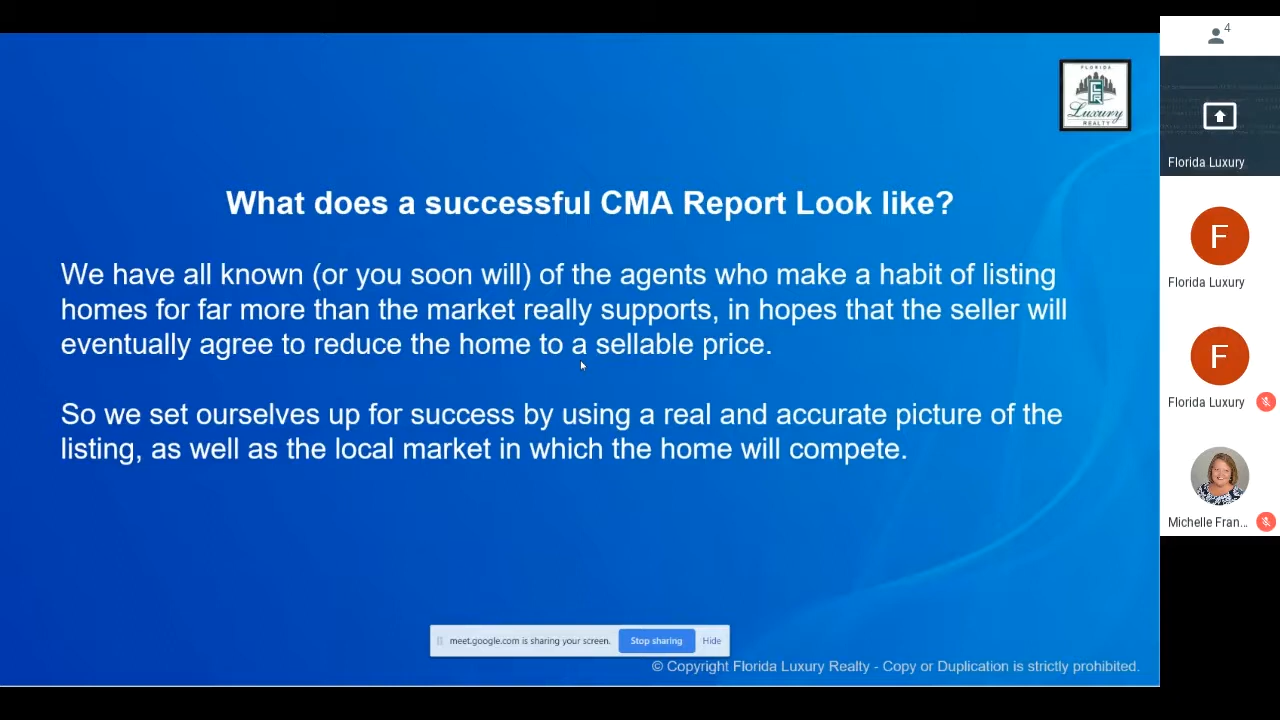 4
FLORIDA
LFR
Luxury
REALTY
Florida Luxury
What does a successful CMA Report Look like?
F
Florida Luxury
We have all known (or you soon will) of the agents who make a habit of listing
homes for far more than the market really supports, in hopes that the seller will
eventually agree to reduce the home to a sellable price.
F
Florida Luxury
So we set ourselves up for success by using a real and accurate picture of the
listing, as well as the local market in which the home will compete.
Michelle Fran...
meet.google.com is sharing your screen. Stop sharing Hide
© Copyright Florida Luxury Realty - Copy or Duplication is strictly prohibited.